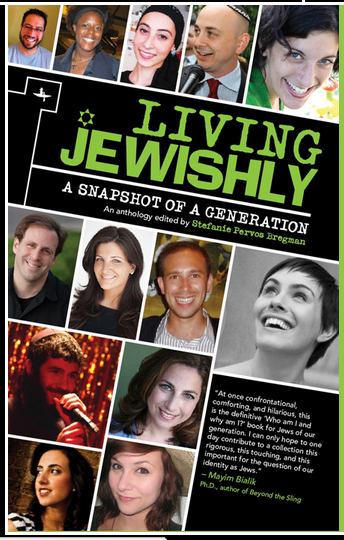 LIVING
JEWISHLY
A SNAPSHOT OF A GENERATION
An anthology edited by Stefanie Pervos Bregman
"At once confrontational,
comforting, and hilarious, this
is the definitive 'Who am I and
why am I?' book for Jews of our
generation. I can only hope to one
day contribute to a collection this
rigorous, this touching, and this
important for the question of our
identity as Jews."
– Mayim Bialik
Ph.D., author of Beyond the Sling